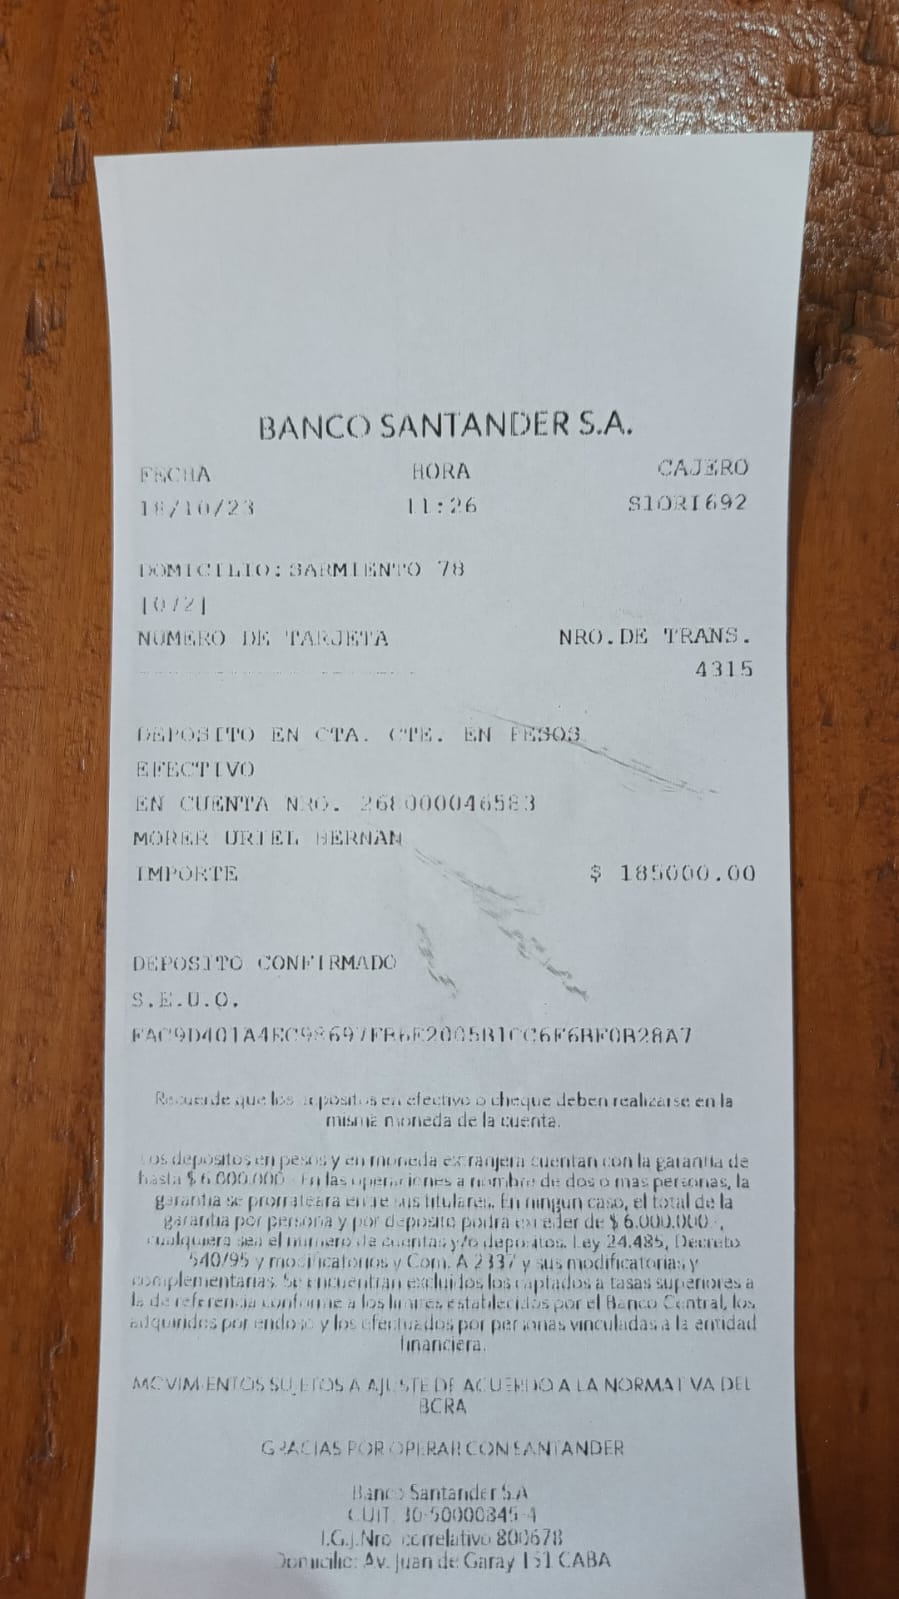 BANCO SANTANDER S.A.
FECHA HORA CAJERO
18/10/23 11:26 S1ORI692
DOMICILIO: SARMIENTO 78
[072]
NUMERO DE TARJETA NRO.DE TRANS.
4315
DEPOSITO EN CTA. CTE. EN PESOS
EFECTIVO
EN CUENTA NRO. 268000046583
MORER URIEL HERNAN
IMPORTE $ 185000.00
DEPOSITO CONFIRMADO
S.E.U.O.
Recuerde que los depositos en efectivo o cheque deben realizarse en la
misma moneda de la cuenta.
Los depositos en pesos y en moneda extranjera cuentan con la garantia de
hasta $ 6.000.000 En las operaciones a nombre de dos o mas personas, la
garantia se prorrateara entre sus titulares. En ningun caso, el total de la
garantia por persona y por deposito podra exceder de $ 6.000.000.-,
cualquiera sea el numero de cuentas y/o depositos. Ley 24.485, Decreto
540/95 y modificatorios y Com. A 2337 y sus modificatorias y
complementarias. Se encuentran excluidos los captados a tasas superiores a
la de referencia conforme a los limites establecidos por el Banco Central, los
adquiridos por endoso y los efectuados por personas vinculadas a la entidad
financiera.
MOVIMIENTOS SUJETOS A AJUSTE DE ACUERDO A LA NORMATIVA DEL
BCRA
GRACIAS POR OPERAR CON SANTANDER
Banco Santander S.A
CUIT. 30-50000845-4
I.G.J.Nro. correlativo 800678
Domicilio: Av. Juan de Garay 151 CABA